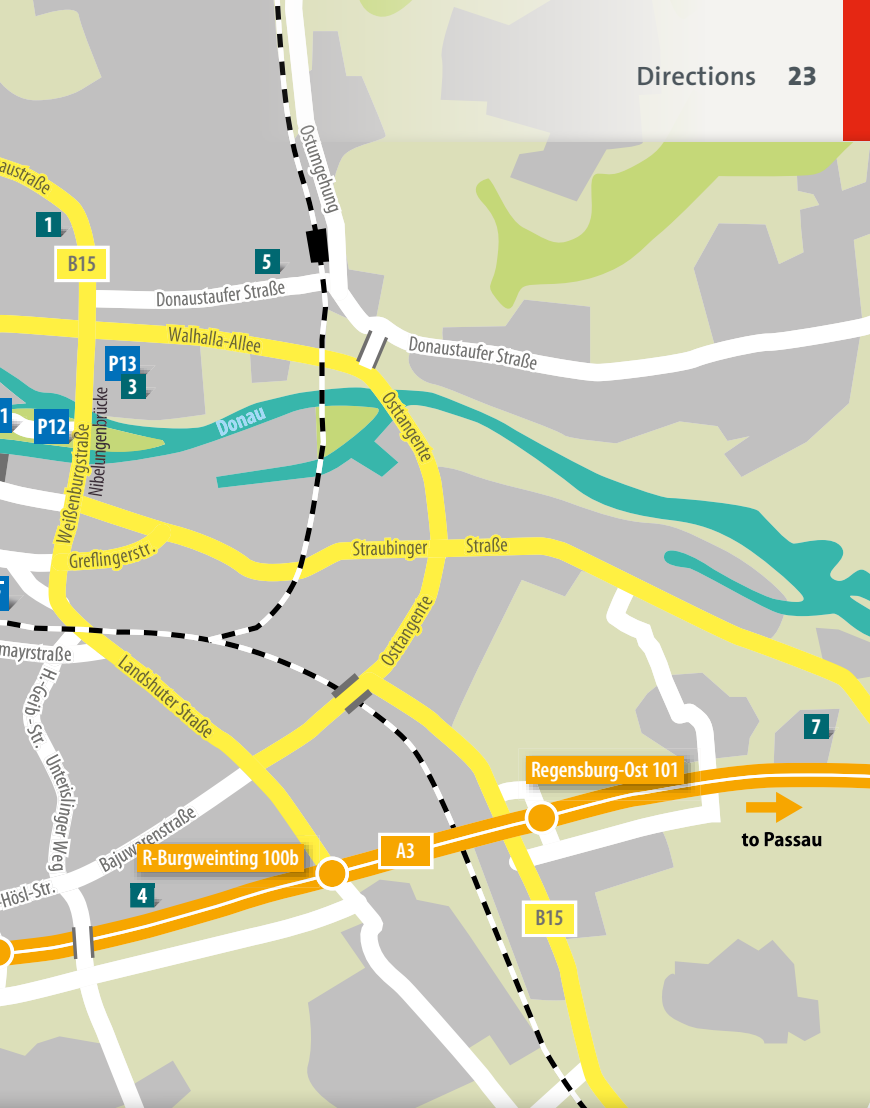 Directions 23
Ostumgehung
austraße
1
B15
5
Donaustaufer Straße
Walhalla-Allee
Donaustaufer Straße
P13
3
1
P12
Donau
Osttangente
Nibelungenbrücke
Weißenburgstraße
Greflingerstr.
Straubinger Straße
Osttangente
mayrstraße
Landshuter Straße
H.-Geib-Str.
7
Unterislinger Weg
Regensburg-Ost 101
to Passau
Bajuwarenstraße
R-Burgweinting 100b
A3
-Hösl-Str.
4
B15